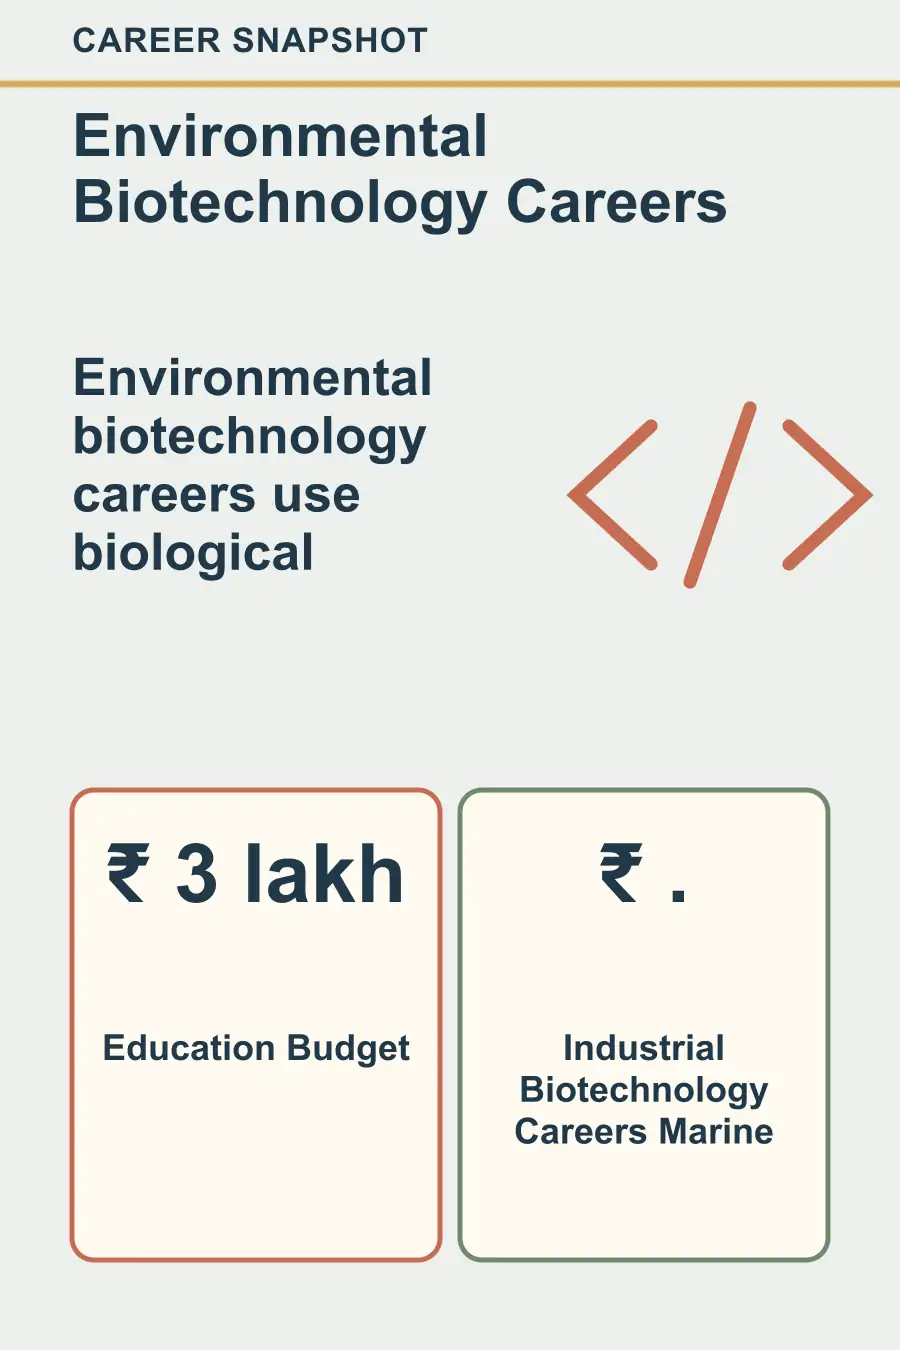 CAREER SNAPSHOT
Environmental
Biotechnology Careers
Environmental
biotechnology
careers use
biological
₹ 3 lakh
Education Budget
₹ .
Industrial
Biotechnology
Careers Marine